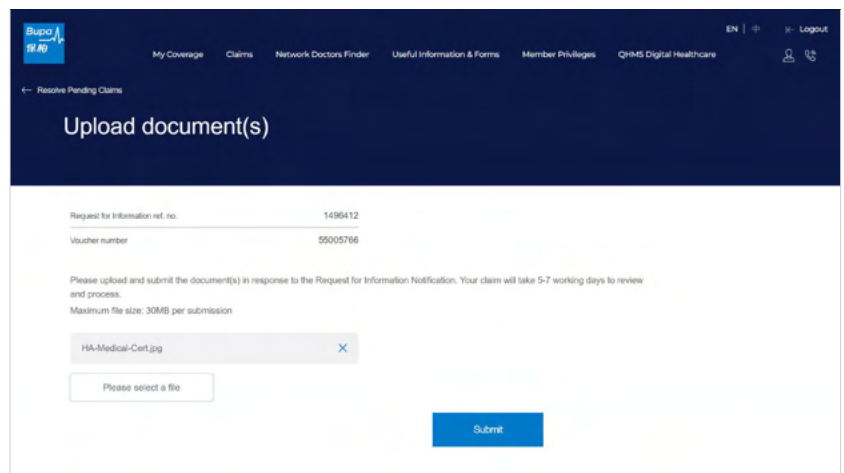 Bupa
保柏
EN | 中
Logout
My Coverage Claims Network Doctors Finder Useful Information & Forms Member Privileges QHMS Digital Healthcare
← Resolve Pending Claims
Upload document(s)
Request for Information ref. no. 1496412
Voucher number 55005766
Please upload and submit the document(s) in response to the Request for Information Notification. Your claim will take 5-7 working days to review
and process.
Maximum file size: 30MB per submission
HA-Medical-Cert.jpg
Please select a file
Submit